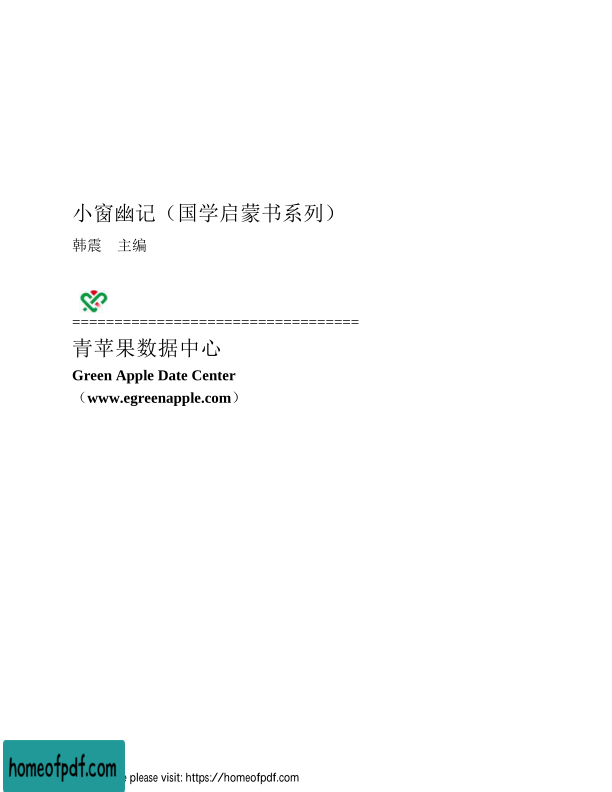 小窗幽记（国学启蒙书系列）
韩震　主编
==================================
青苹果数据中心
Green Apple Date Center
（www.egreenapple.com）
homeofpdf.com
please visit: https://homeofpdf.com